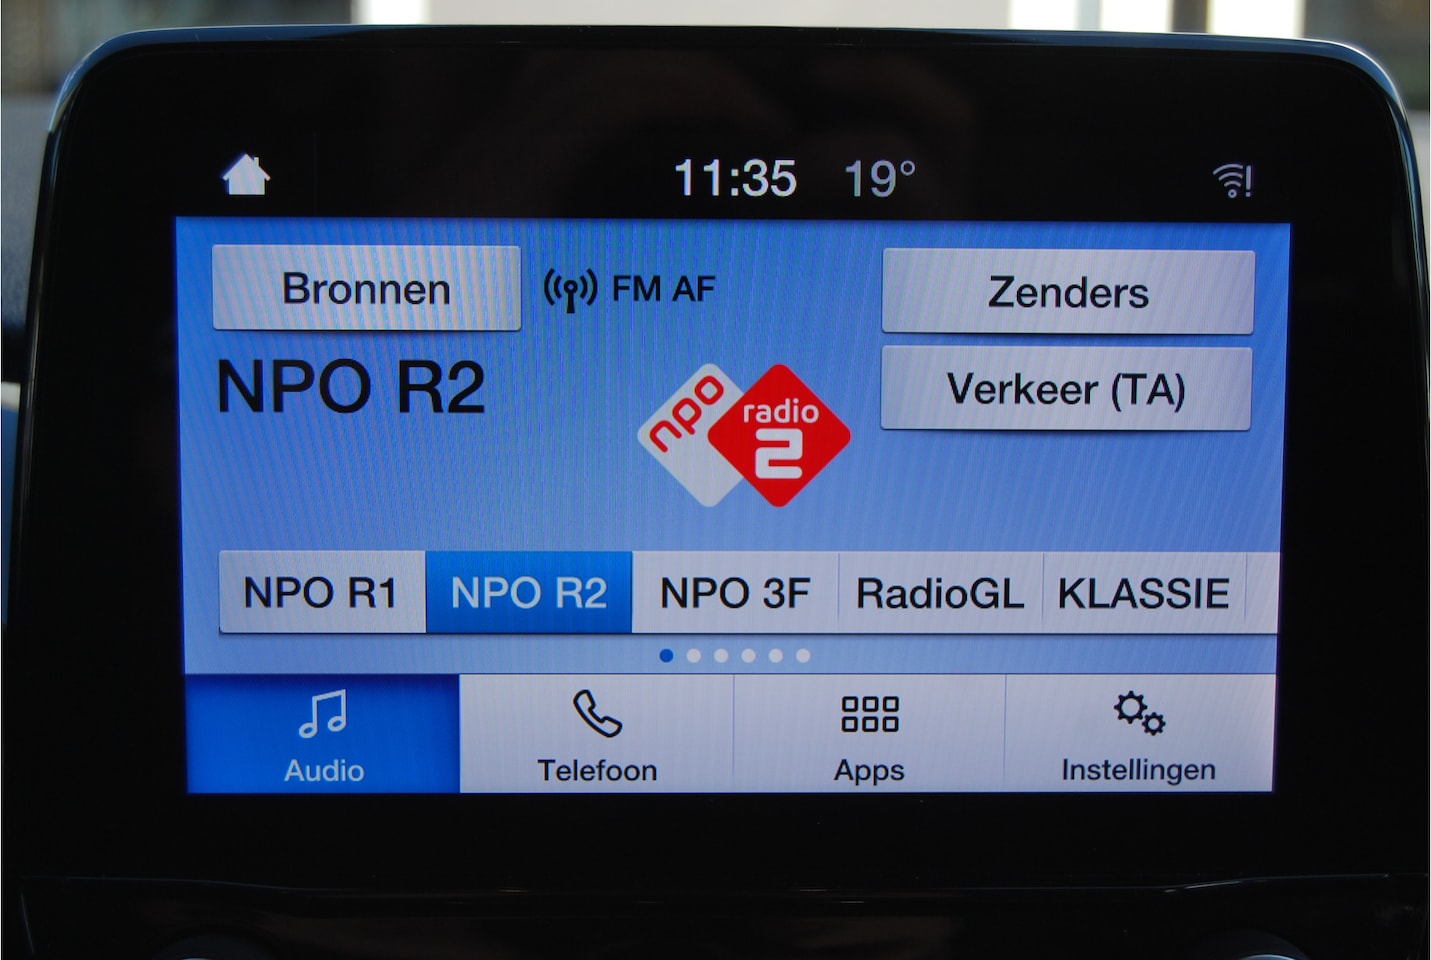 11:35 19°
Bronnen FM AF Zenders
NPO R2
Verkeer (TA)
npo radio 2
NPO R1 NPO R2 NPO 3F RadioGL KLASSIE
Audio Telefoon Apps Instellingen